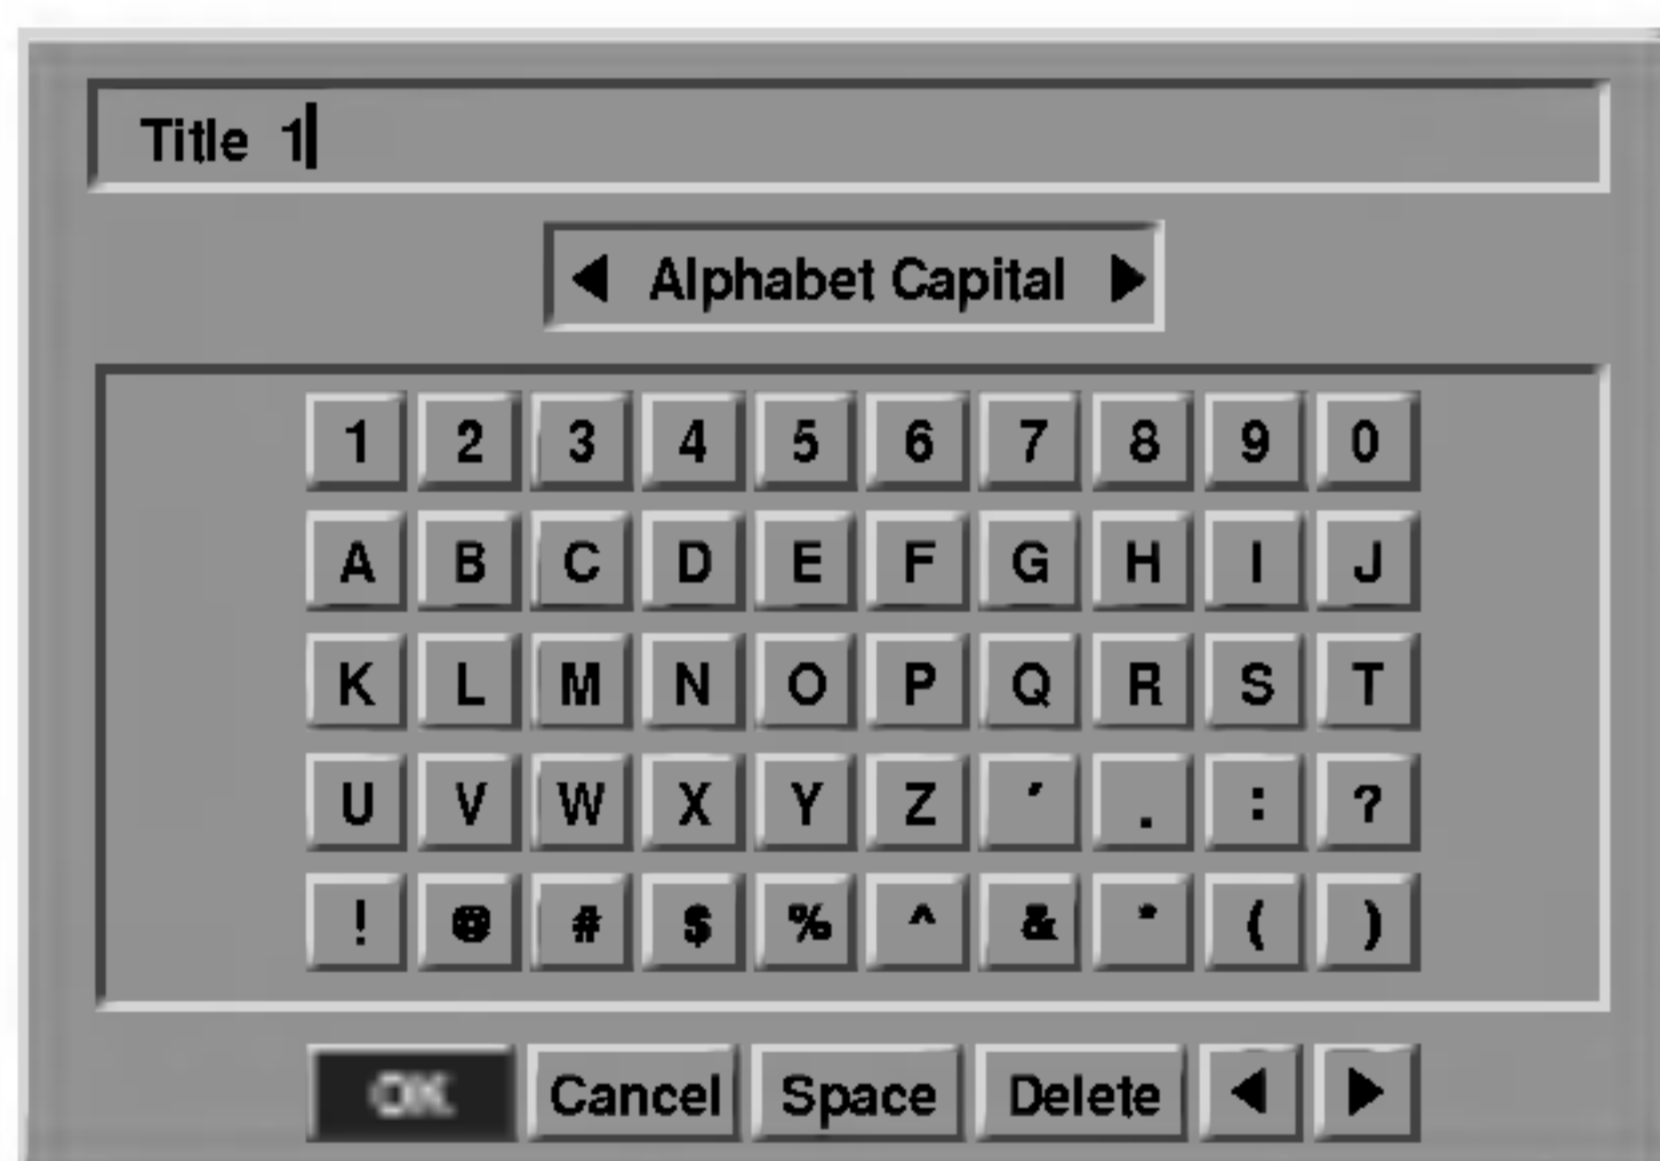 Title 1
◀ Alphabet Capital ▶
1 2 3 4 5 6 7 8 9 0
A B C D E F G H I J
K L M N O P Q R S T
U V W X Y Z ′ . : ?
! @ # $ % ^ & * ( )
OK Cancel Space Delete ◀ ▶